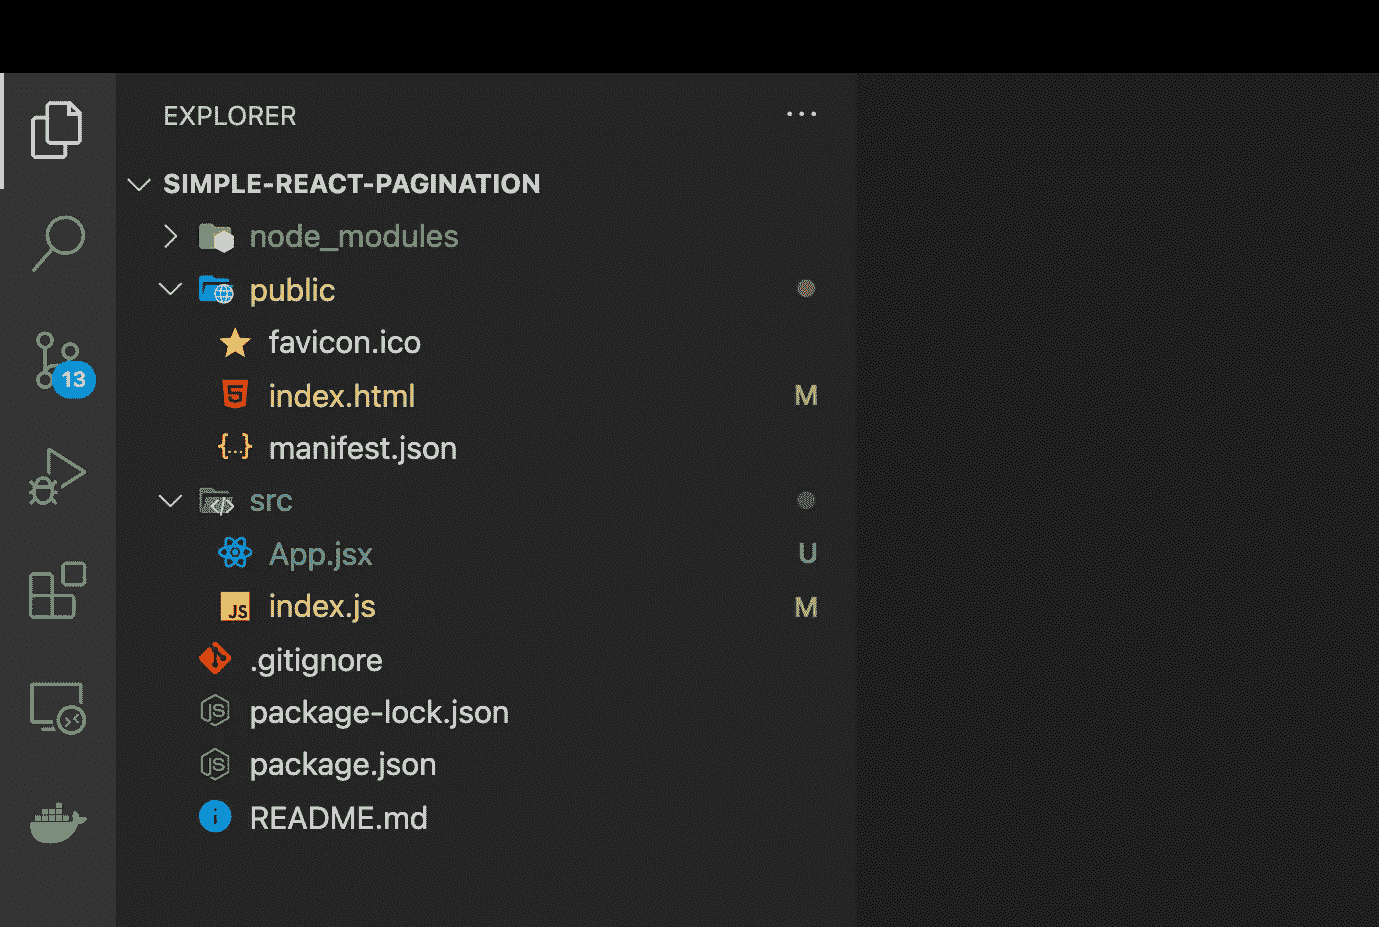 EXPLORER ...
SIMPLE-REACT-PAGINATION
node_modules
public
favicon.ico
index.html M
manifest.json
src
App.jsx U
index.js M
.gitignore
package-lock.json
package.json
README.md
13